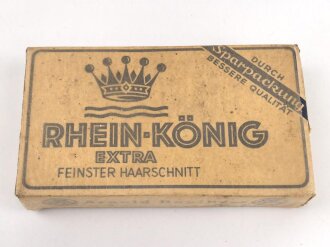 DURCH
Sparpackung
BESSERE QUALITÄT
RHEIN-KÖNIG
EXTRA
FEINSTER HAARSCHNITT